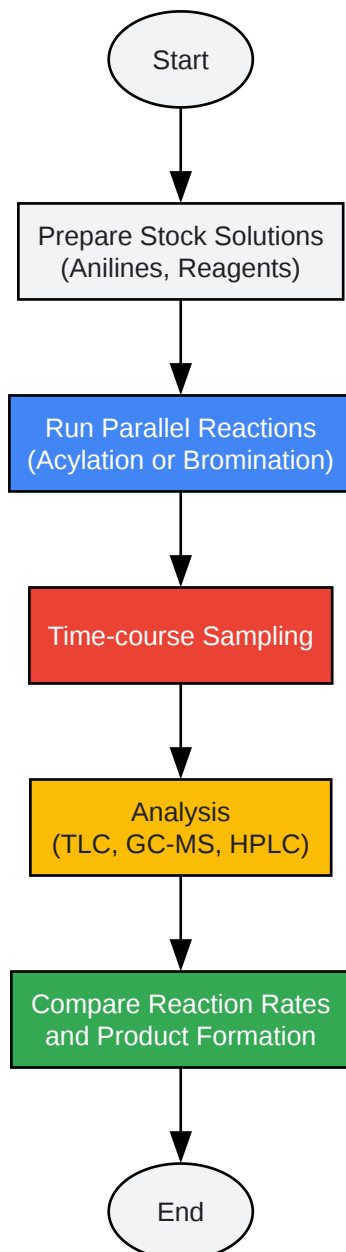 Start
Prepare Stock Solutions
(Anilines, Reagents)
Run Parallel Reactions
(Acylation or Bromination)
Time-course Sampling
Analysis
(TLC, GC-MS, HPLC)
Compare Reaction Rates
and Product Formation
End